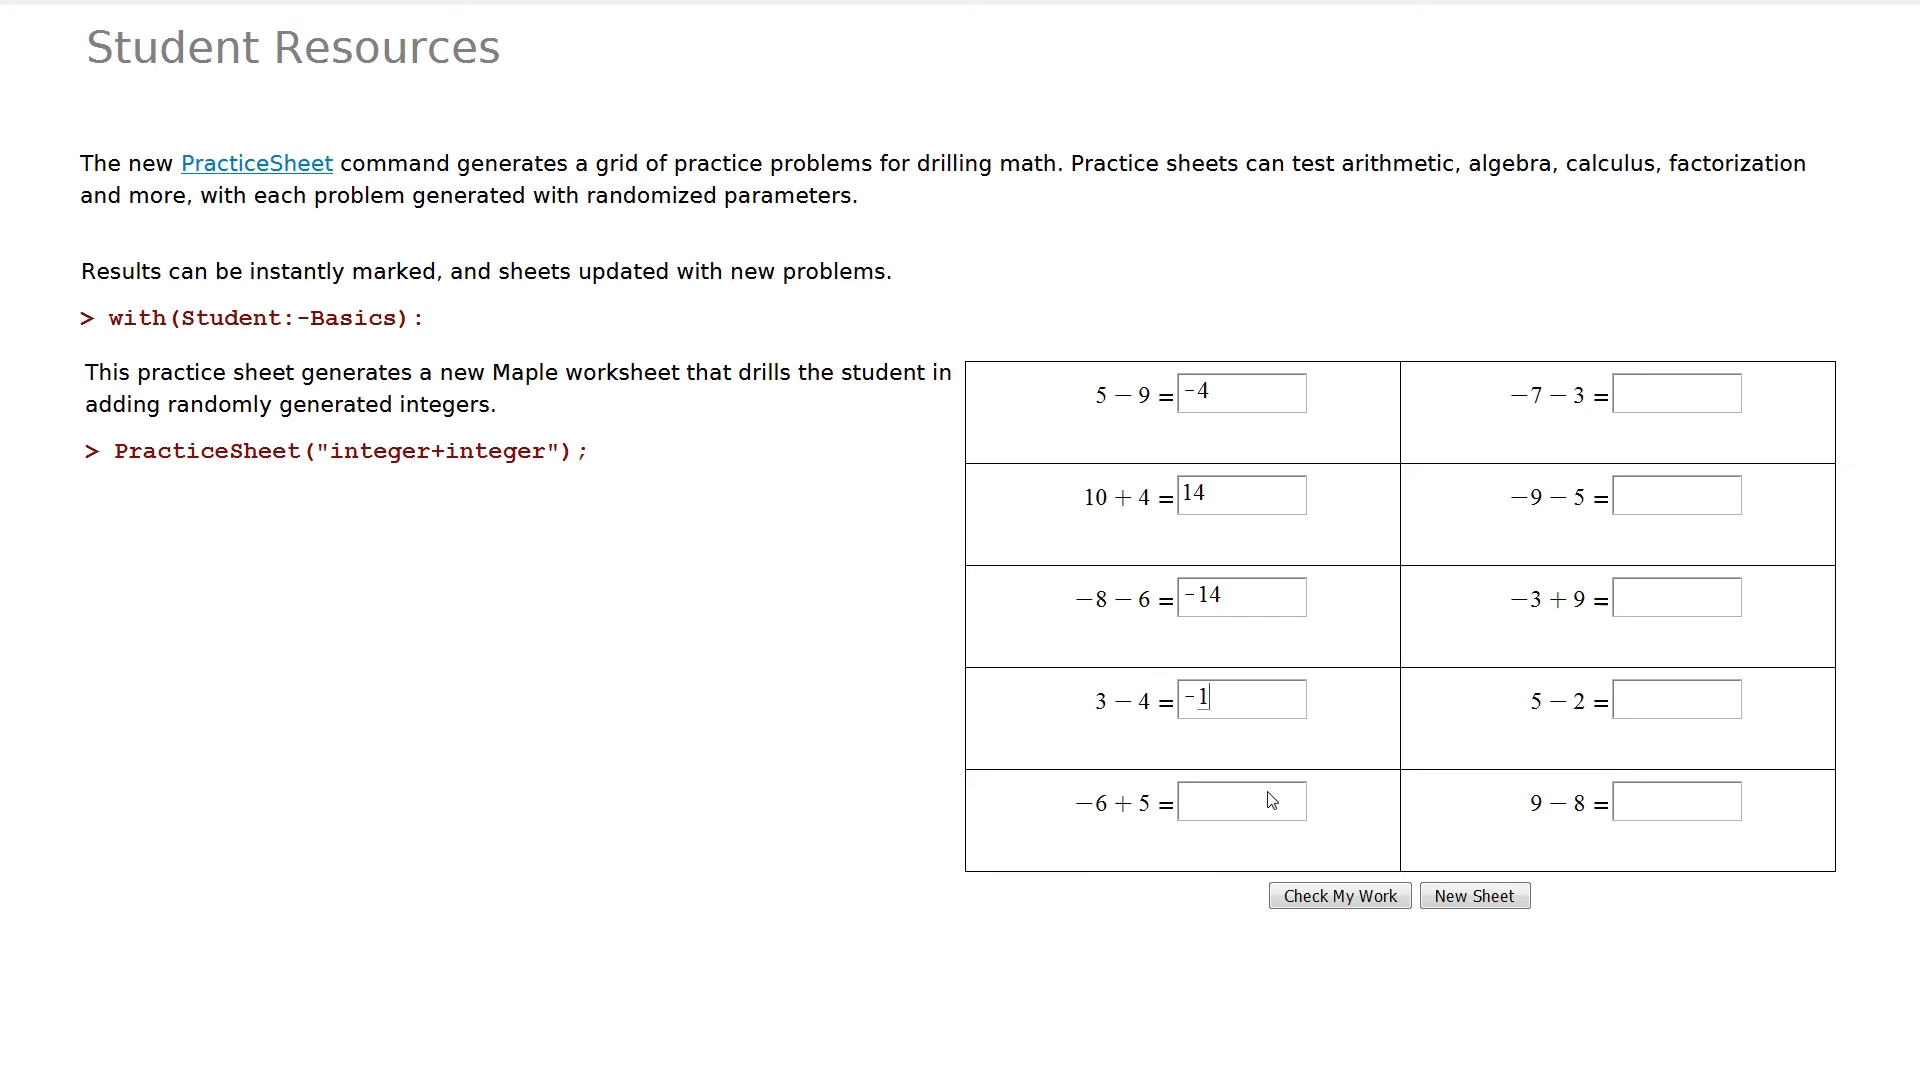 Student Resources
The new PracticeSheet command generates a grid of practice problems for drilling math. Practice sheets can test arithmetic, algebra, calculus, factorization
and more, with each problem generated with randomized parameters.
Results can be instantly marked, and sheets updated with new problems.
> with(Student:-Basics):
This practice sheet generates a new Maple worksheet that drills the student in
adding randomly generated integers.
> PracticeSheet("integer+integer");
5 − 9 = -4
−7 − 3 =
10 + 4 = 14
−9 − 5 =
−8 − 6 = -14
−3 + 9 =
3 − 4 = -1
5 − 2 =
−6 + 5 =
9 − 8 =
Check My Work New Sheet